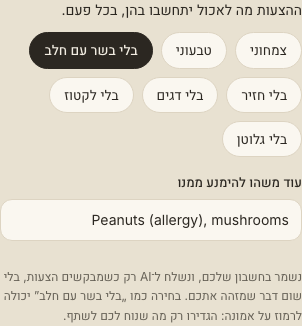 ההצעות מה לאכול יתחשבו בהן, בכל פעם.
צמחוני
טבעוני
בלי בשר עם חלב
בלי חזיר
בלי דגים
בלי לקטוז
בלי גלוטן
עוד משהו להימנע ממנו
Peanuts (allergy), mushrooms
נשמר בחשבון שלכם, ונשלח ל־AI רק כשמבקשים הצעות, בלי
שום דבר שמזהה אתכם. בחירה כמו „בלי בשר עם חלב” יכולה
לרמוז על אמונה: הגדירו רק מה שנוח לכם לשתף.